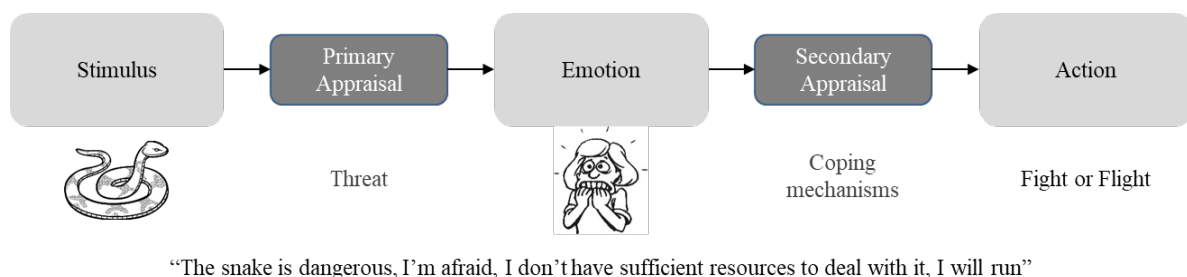 Stimulus
Primary
Appraisal
Emotion
Secondary
Appraisal
Action
Threat
Coping
mechanisms
Fight or Flight
“The snake is dangerous, I’m afraid, I don’t have sufficient resources to deal with it, I will run”